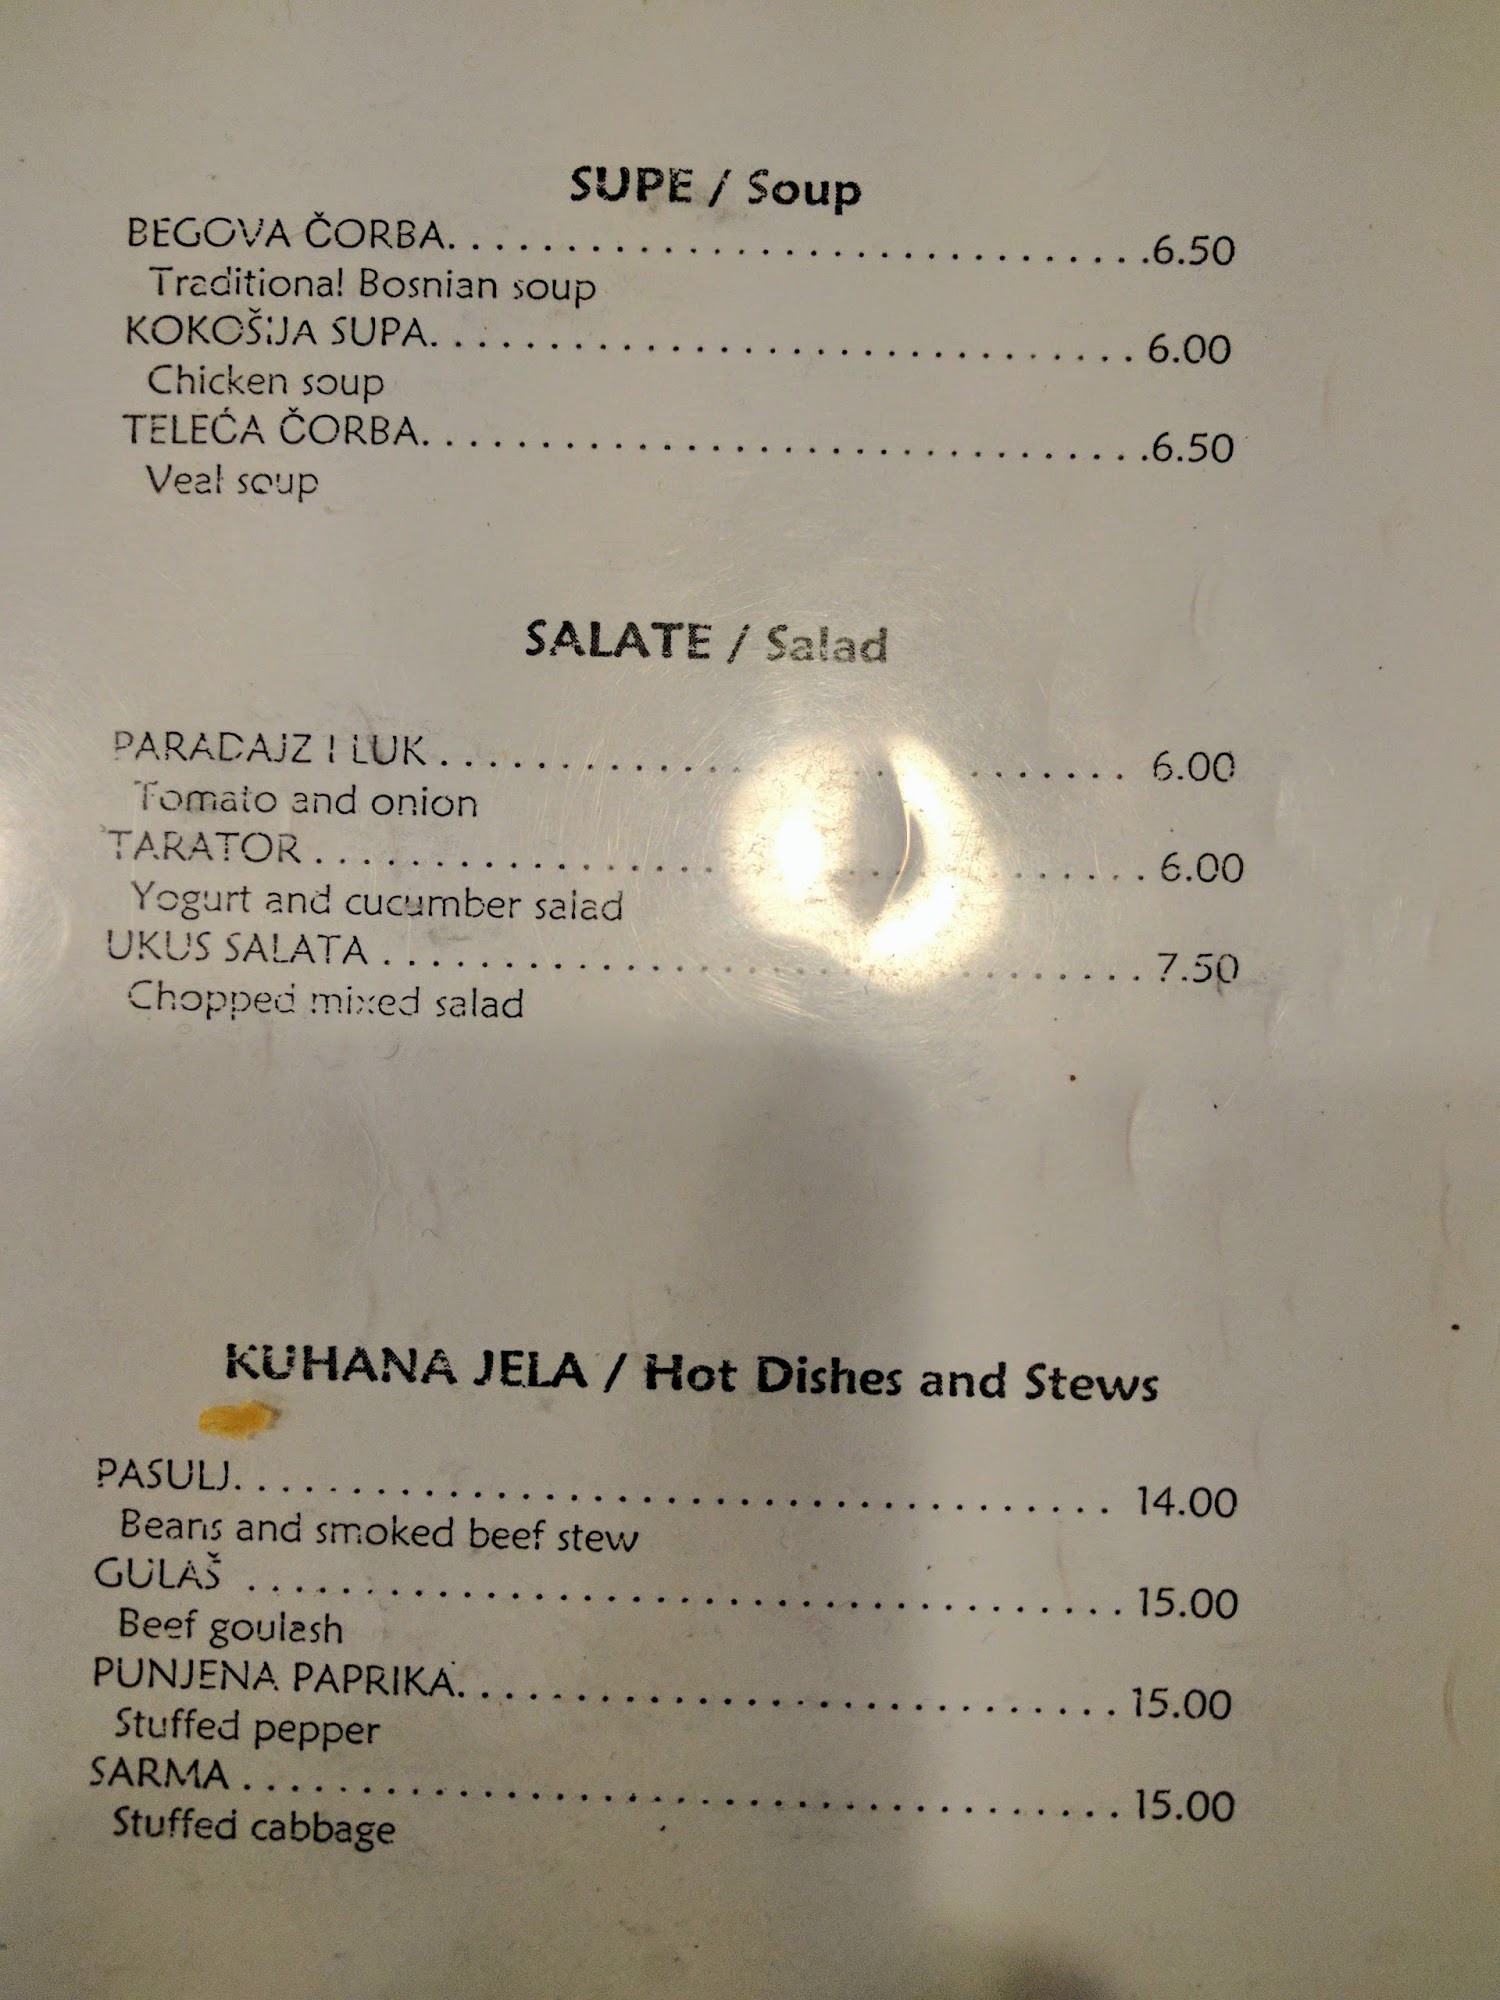 SUPE / Soup
BEGOVA ČORBA. . . . . . . . . . . . . . . . . . . . . . . . . . . . . .6.50
Traditional Bosnian soup
KOKOŠIJA SUPA. . . . . . . . . . . . . . . . . . . . . . . . . . . . . . 6.00
Chicken soup
TELEĆA ČORBA. . . . . . . . . . . . . . . . . . . . . . . . . . . . . . .6.50
Veal soup
SALATE / Salad
PARADAJZ I LUK . . . . . . . . . . . . . . . . . . . . . . . . . . . . . 6.00
Tomato and onion
TARATOR . . . . . . . . . . . . . . . . . . . . . . . . . . . . . . . . . . . 6.00
Yogurt and cucumber salad
UKUS SALATA . . . . . . . . . . . . . . . . . . . . . . . . . . . . . . . . 7.50
Chopped mixed salad
KUHANA JELA / Hot Dishes and Stews
PASULJ. . . . . . . . . . . . . . . . . . . . . . . . . . . . . . . . . . . . . 14.00
Beans and smoked beef stew
GULAŠ . . . . . . . . . . . . . . . . . . . . . . . . . . . . . . . . . . . . . 15.00
Beef goulash
PUNJENA PAPRIKA. . . . . . . . . . . . . . . . . . . . . . . . . . . . 15.00
Stuffed pepper
SARMA . . . . . . . . . . . . . . . . . . . . . . . . . . . . . . . . . . . . . 15.00
Stuffed cabbage